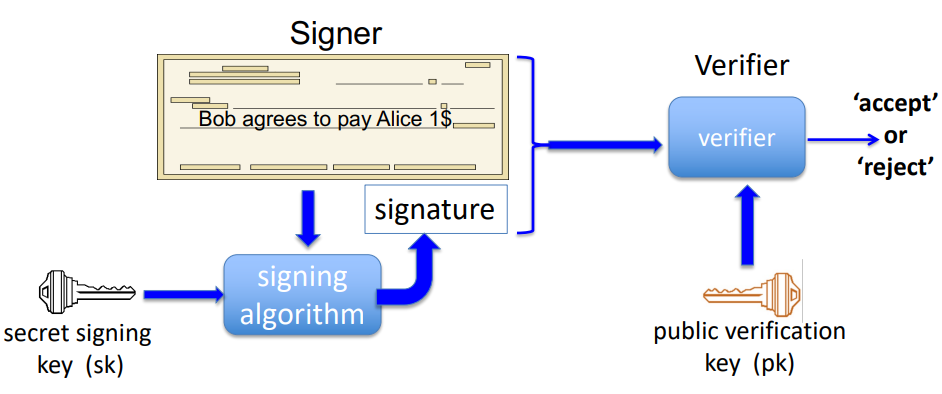 Signer
Bob agrees to pay Alice 1$
signature
signing
algorithm
secret signing
key (sk)
Verifier
verifier
‘accept’
or
‘reject’
public verification
key (pk)